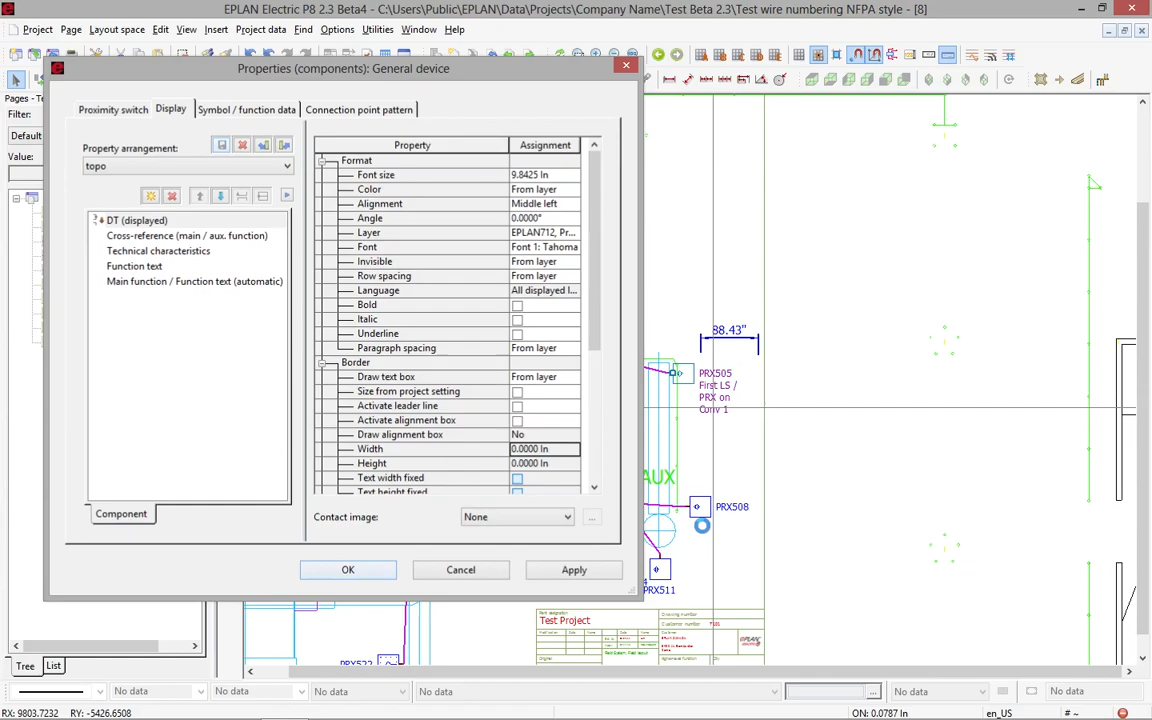 EPLAN Electric P8 2.3 Beta4 - C:\Users\Public\EPLAN\Data\Projects\Company Name\Test Beta 2.3\Test wire numbering NFPA style - [8]
Project Page Layout space Edit View Insert Project data Find Options Utilities Window Help
Properties (components): General device
Pages - Te
Filter:
Default
Value:
Proximity switch Display Symbol / function data Connection point pattern
Property arrangement:
topo
DT (displayed)
Cross-reference (main / aux. function)
Technical characteristics
Function text
Main function / Function text (automatic)
Component
Property Assignment
Format
Font size 9.8425 In
Color From layer
Alignment Middle left
Angle 0.0000°
Layer EPLAN712, Pr...
Font Font 1: Tahoma
Invisible From layer
Row spacing From layer
Language All displayed l...
Bold
Italic
Underline
Paragraph spacing From layer
Border
Draw text box From layer
Size from project setting
Activate leader line
Activate alignment box
Draw alignment box No
Width 0.0000 In
Height 0.0000 In
Text width fixed
Text height fixed
Contact image: None
OK Cancel Apply
88.43"
PRX505
First LS /
PRX on
Conv 1
AUX
PRX508
PRX511
PRX522
Test Project
Tree List
No data No data No data No data No data No data
RX: 9803.7232 RY: -5426.6508 ON: 0.0787 In en_US # ~